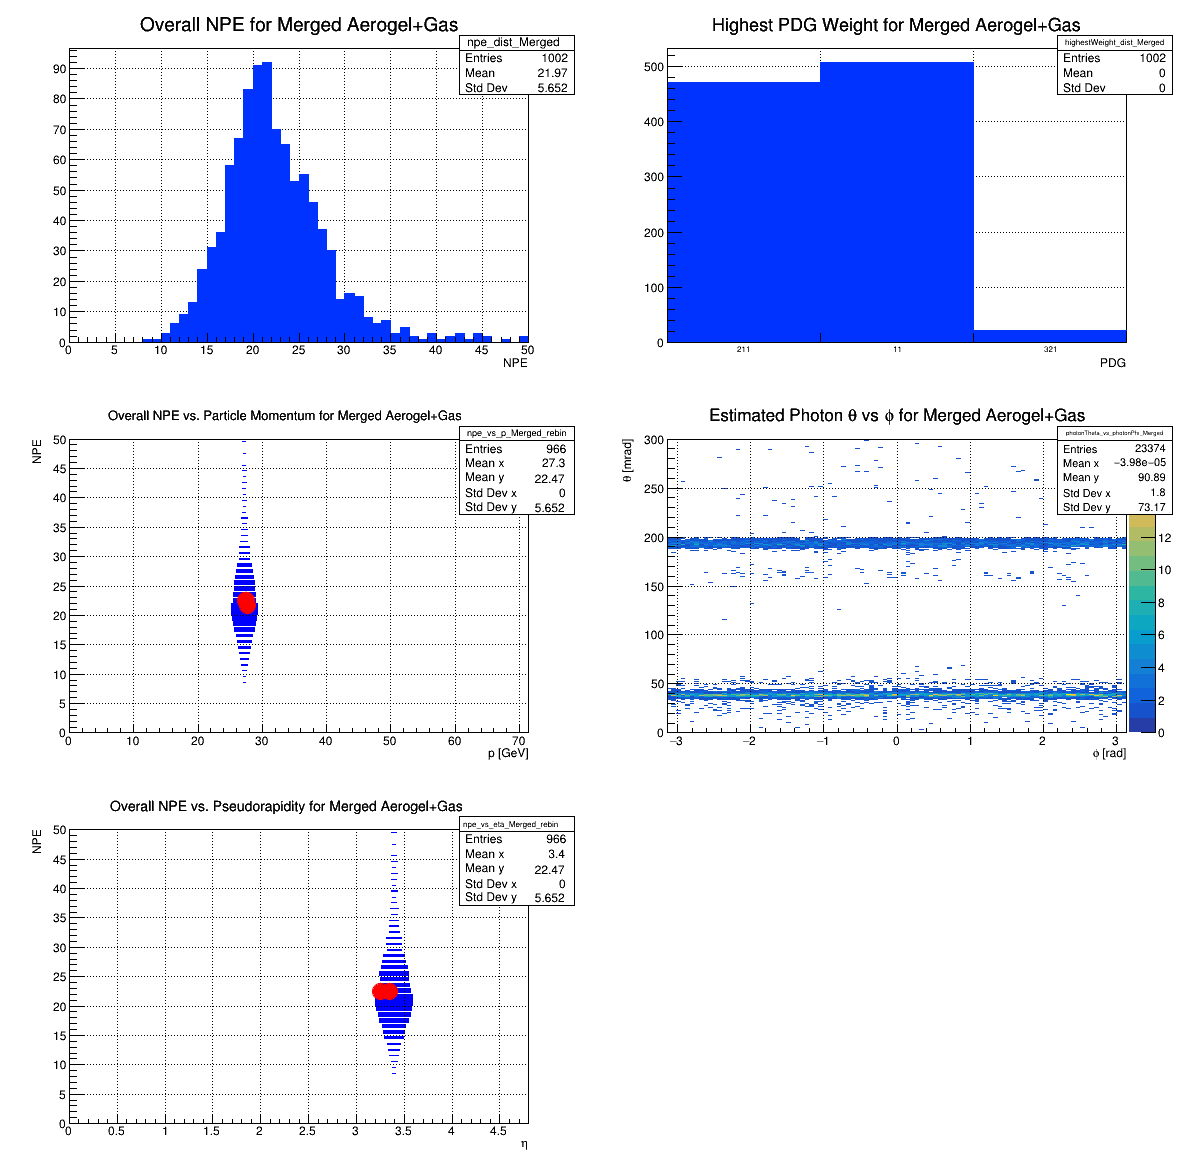 Overall NPE for Merged Aerogel+Gas
npe_dist_Merged
Entries 1002
Mean 21.97
Std Dev 5.652
90
80
70
60
50
40
30
20
10
0
0 5 10 15 20 25 30 35 40 45 50
NPE
Highest PDG Weight for Merged Aerogel+Gas
highestWeight_dist_Merged
Entries 1002
Mean 0
Std Dev 0
500
400
300
200
100
0
211 11 321
PDG
Overall NPE vs. Particle Momentum for Merged Aerogel+Gas
npe_vs_p_Merged_rebin
Entries 966
Mean x 27.3
Mean y 22.47
Std Dev x 0
Std Dev y 5.652
NPE
50
45
40
35
30
25
20
15
10
5
0
0 10 20 30 40 50 60 70
p [GeV]
Estimated Photon θ vs ϕ for Merged Aerogel+Gas
photonTheta_vs_photonPhi_Merged
Entries 23374
Mean x −3.98e−05
Mean y 90.89
Std Dev x 1.8
Std Dev y 73.17
θ [mrad]
300
250
200
150
100
50
0
−3 −2 −1 0 1 2 3
ϕ [rad]
12
10
8
6
4
2
0
Overall NPE vs. Pseudorapidity for Merged Aerogel+Gas
npe_vs_eta_Merged_rebin
Entries 966
Mean x 3.4
Mean y 22.47
Std Dev x 0
Std Dev y 5.652
NPE
50
45
40
35
30
25
20
15
10
5
0
0 0.5 1 1.5 2 2.5 3 3.5 4 4.5
η